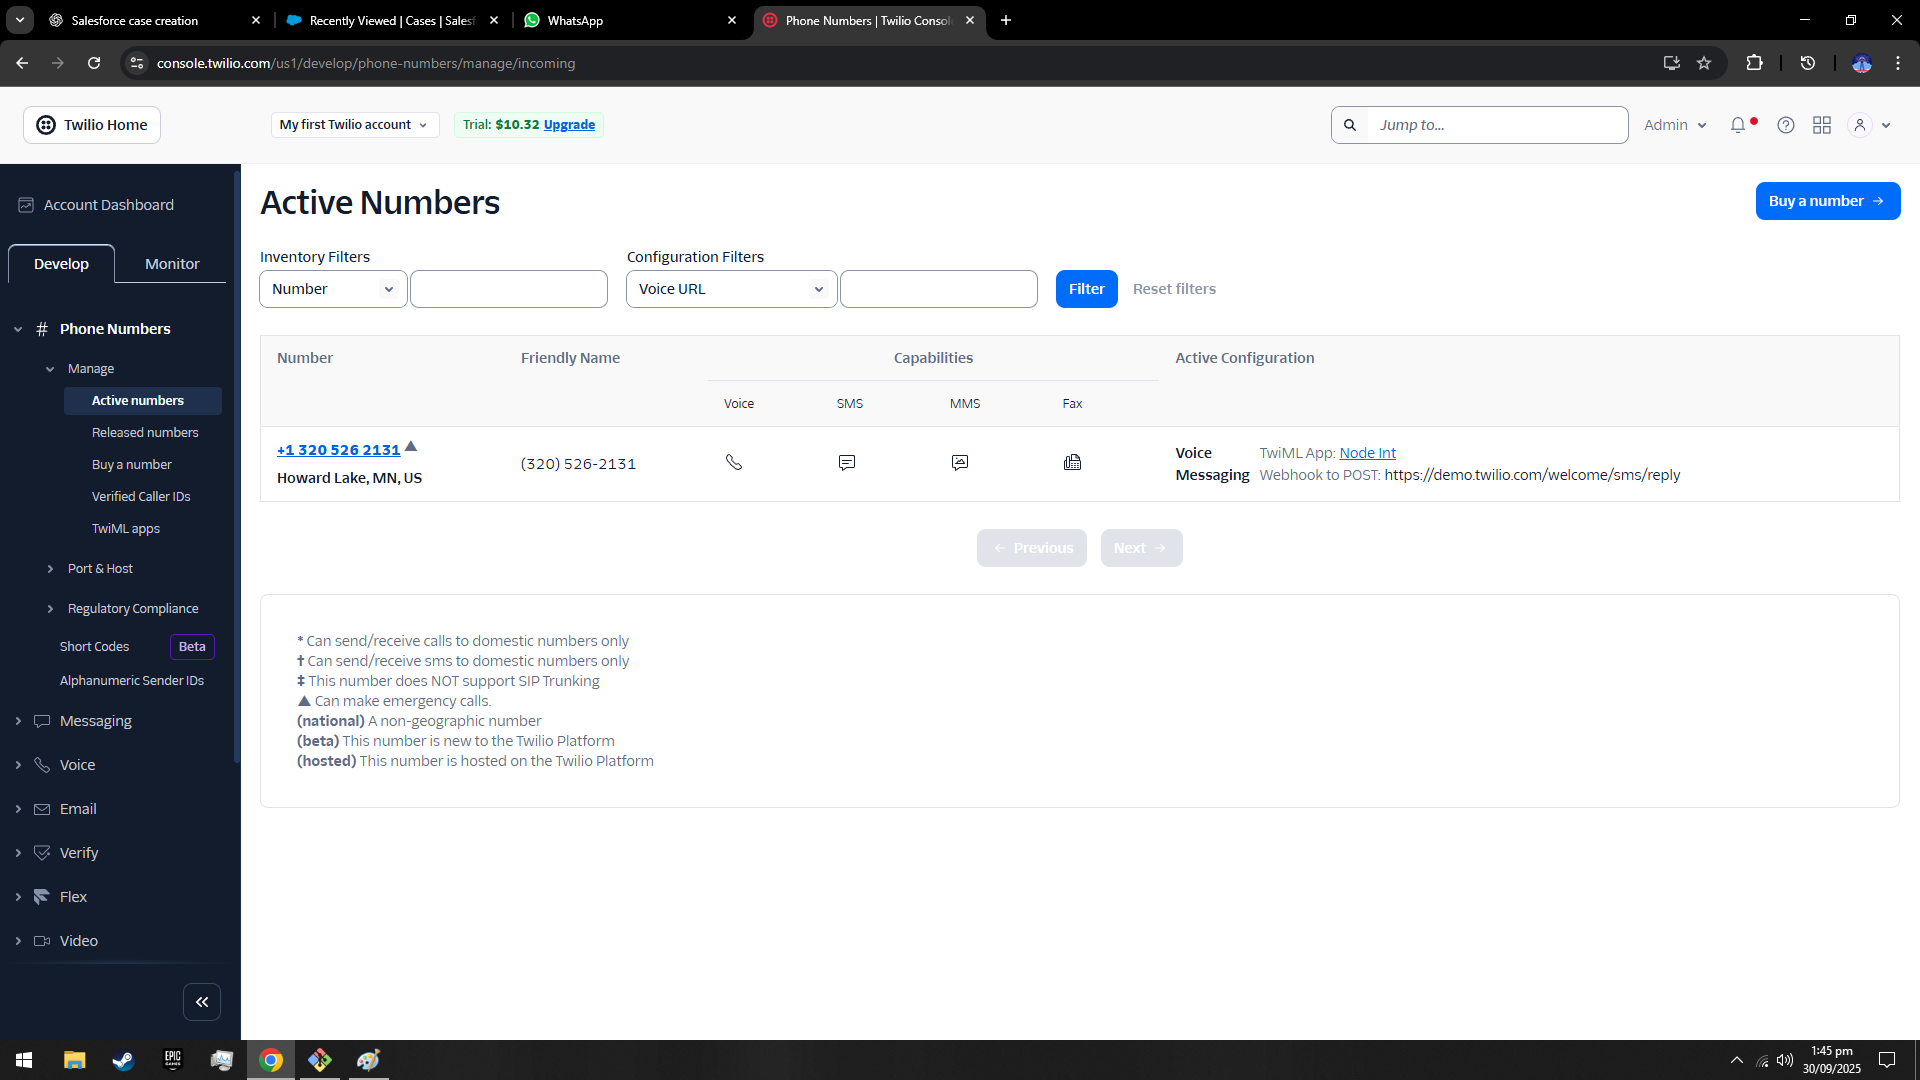 Salesforce case creation
Recently Viewed | Cases | Salesf
WhatsApp
Phone Numbers | Twilio Consol
console.twilio.com/us1/develop/phone-numbers/manage/incoming
Twilio Home
My first Twilio account
Trial: $10.32 Upgrade
Jump to...
Admin
Account Dashboard
Develop
Monitor
Phone Numbers
Manage
Active numbers
Released numbers
Buy a number
Verified Caller IDs
TwiML apps
Port & Host
Regulatory Compliance
Short Codes Beta
Alphanumeric Sender IDs
Messaging
Voice
Email
Verify
Flex
Video
Active Numbers
Buy a number →
Inventory Filters
Configuration Filters
Number
Voice URL
Filter
Reset filters
Number Friendly Name Capabilities Active Configuration
Voice SMS MMS Fax
+1 320 526 2131 ▲
Howard Lake, MN, US
(320) 526-2131
Voice TwiML App: Node Int
Messaging Webhook to POST: https://demo.twilio.com/welcome/sms/reply
← Previous
Next →
* Can send/receive calls to domestic numbers only
† Can send/receive sms to domestic numbers only
‡ This number does NOT support SIP Trunking
▲ Can make emergency calls.
(national) A non-geographic number
(beta) This number is new to the Twilio Platform
(hosted) This number is hosted on the Twilio Platform
EPIC
GAMES
1:45 pm
30/09/2025